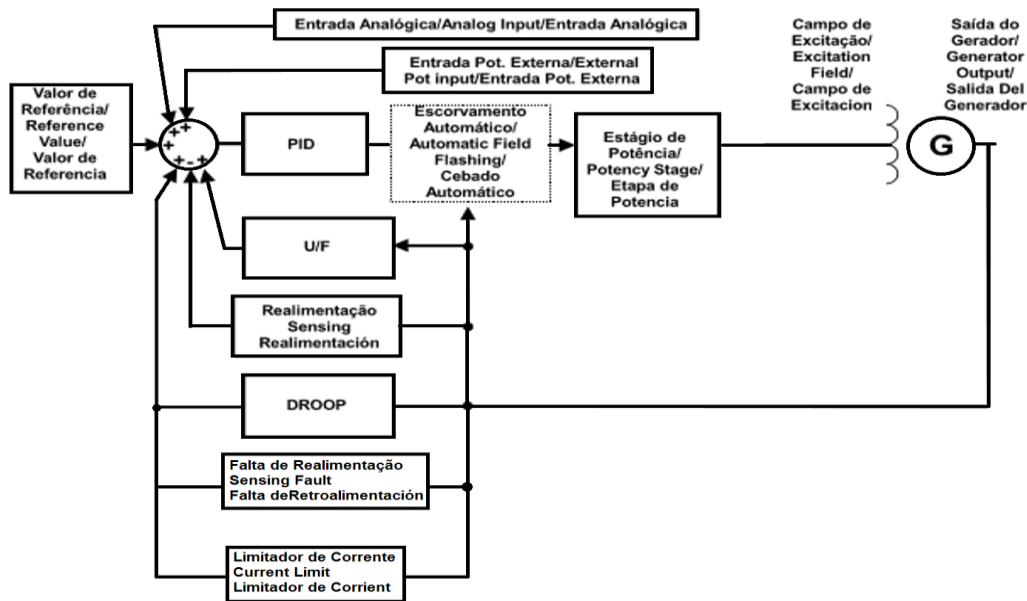 Entrada Analógica/Analog Input/Entrada Analógica
Entrada Pot. Externa/External
Pot input/Entrada Pot. Externa
Campo de
Excitação/
Excitation
Field/
Campo de
Excitacion
Saída do
Gerador/
Generator
Output/
Salida Del
Generador
Valor de
Referência/
Reference
Value/
Valor de
Referencia
+
+
+
+
-
+
PID
Escorvamento
Automático/
Automatic Field
Flashing/
Cebado
Automático
Estágio de
Potência/
Potency Stage/
Etapa de
Potencia
G
U/F
Realimentação
Sensing
Realimentación
DROOP
Falta de Realimentação
Sensing Fault
Falta deRetroalimentación
Limitador de Corrente
Current Limit
Limitador de Corrient